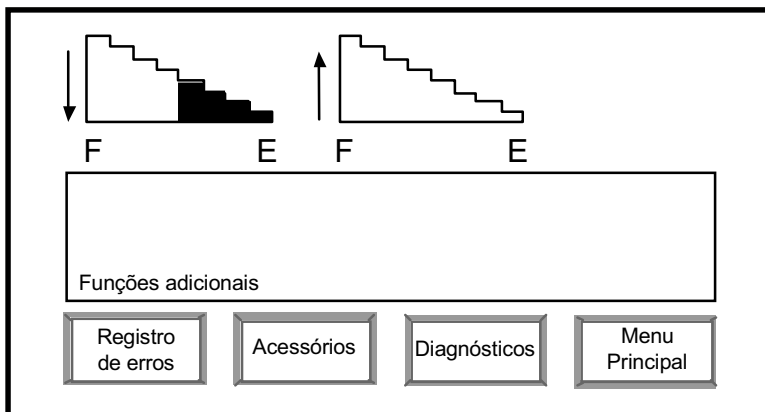 F E F E
Funções adicionais
Registro
de erros
Acessórios
Diagnósticos
Menu
Principal